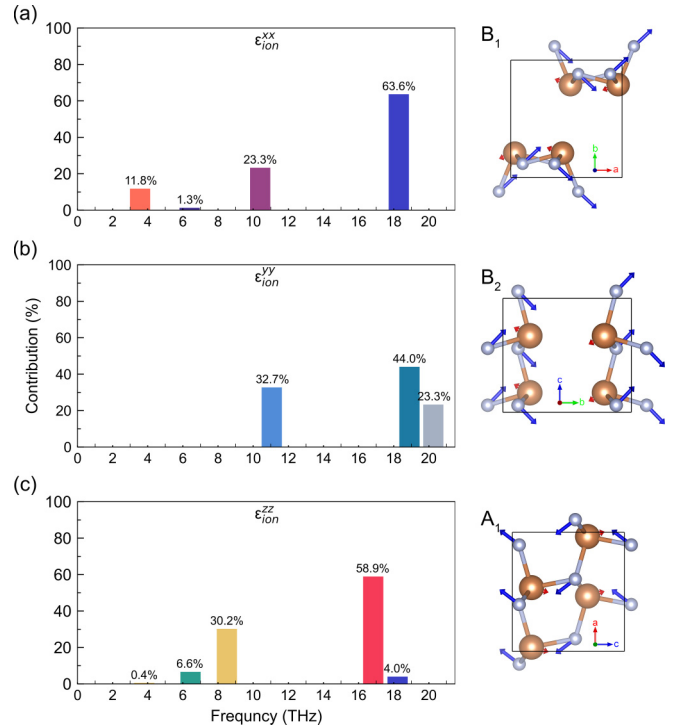 (a)
ε_ion^xx
100
80
60
40
20
0
11.8%
1.3%
23.3%
63.6%
0 2 4 6 8 10 12 14 16 18 20
B1
b
a
(b)
ε_ion^yy
100
80
60
40
20
0
32.7%
44.0%
23.3%
0 2 4 6 8 10 12 14 16 18 20
Contribution (%)
B2
c
b
(c)
ε_ion^zz
100
80
60
40
20
0
0.4%
6.6%
30.2%
58.9%
4.0%
0 2 4 6 8 10 12 14 16 18 20
Frequncy (THz)
A1
a
c